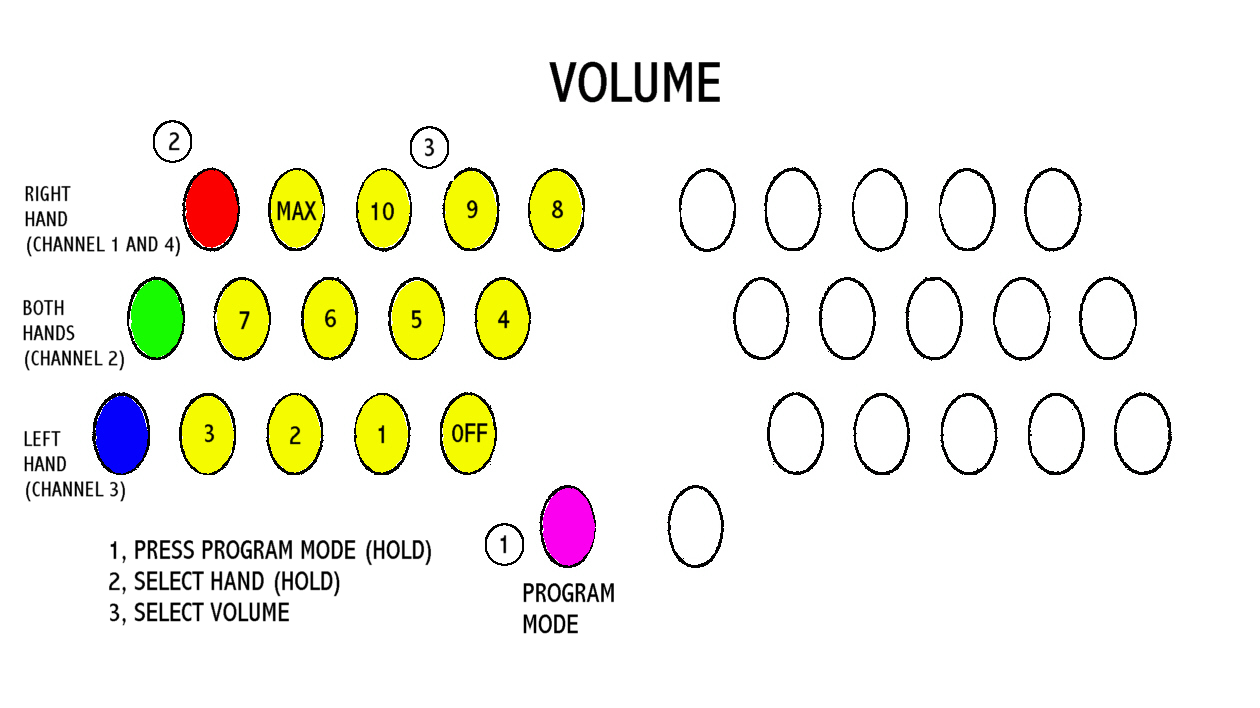 VOLUME
2
3
RIGHT
HAND
(CHANNEL 1 AND 4)
MAX
10
9
8
BOTH
HANDS
(CHANNEL 2)
7
6
5
4
LEFT
HAND
(CHANNEL 3)
3
2
1
OFF
1
PROGRAM
MODE
1, PRESS PROGRAM MODE (HOLD)
2, SELECT HAND (HOLD)
3, SELECT VOLUME